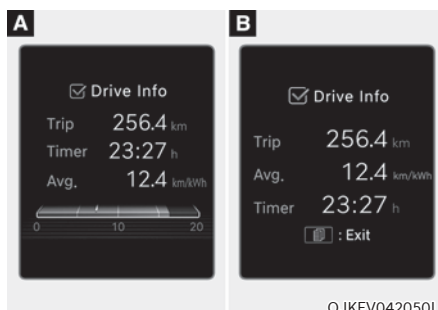 A
Drive Info
Trip 256.4 km
Timer 23:27 h
Avg. 12.4 km/kWh
0 10 20
B
Drive Info
Trip 256.4 km
Avg. 12.4 km/kWh
Timer 23:27 h
: Exit